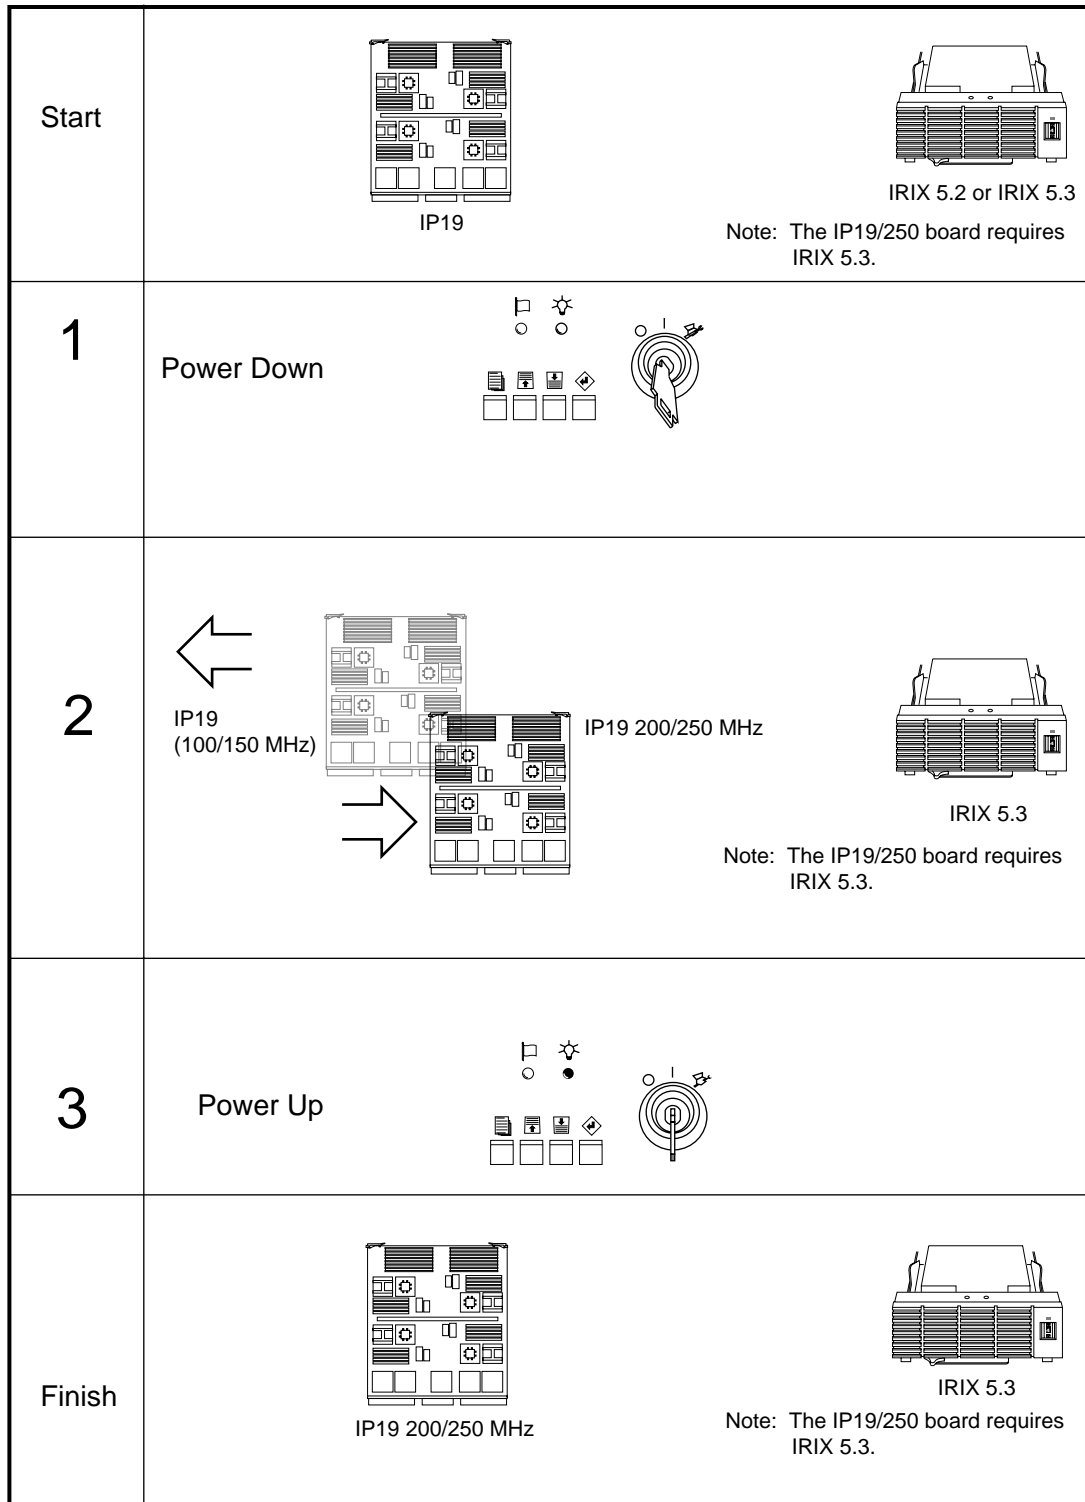 Start
IP19
IRIX 5.2 or IRIX 5.3
Note: The IP19/250 board requires
IRIX 5.3.
1
Power Down
2
IP19
(100/150 MHz)
IP19 200/250 MHz
IRIX 5.3
Note: The IP19/250 board requires
IRIX 5.3.
3
Power Up
Finish
IP19 200/250 MHz
IRIX 5.3
Note: The IP19/250 board requires
IRIX 5.3.